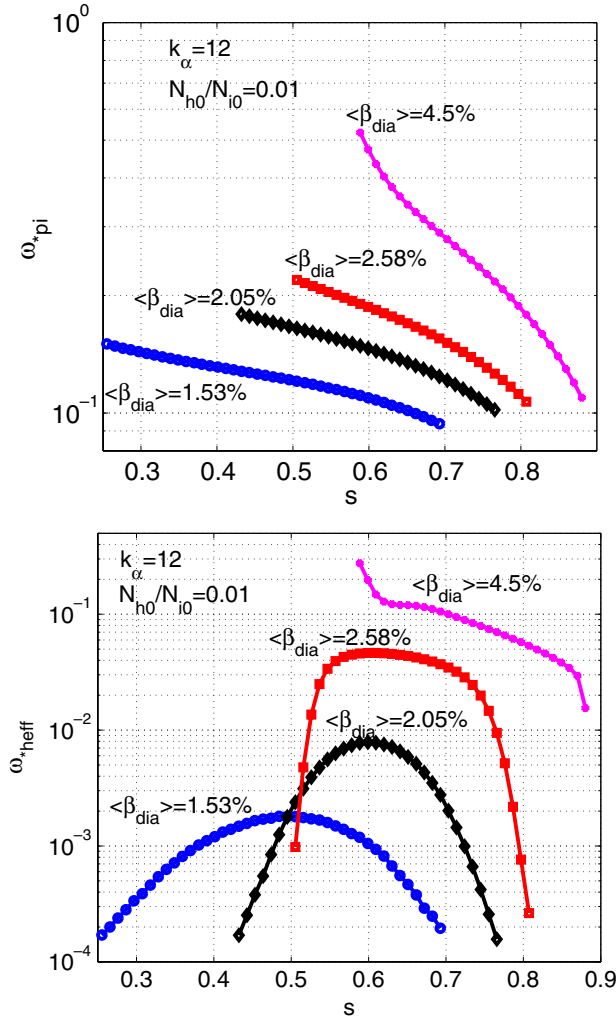 10⁰
k_α=12
N_h0/N_i0=0.01
<β_dia>=4.5%
<β_dia>=2.58%
<β_dia>=2.05%
<β_dia>=1.53%
10⁻¹
ω_*pi
0.3 0.4 0.5 0.6 0.7 0.8
s
k_α=12
N_h0/N_i0=0.01
<β_dia>=4.5%
10⁻¹
<β_dia>=2.58%
10⁻²
<β_dia>=2.05%
<β_dia>=1.53%
10⁻³
10⁻⁴
ω_*heff
0.3 0.4 0.5 0.6 0.7 0.8 0.9
s